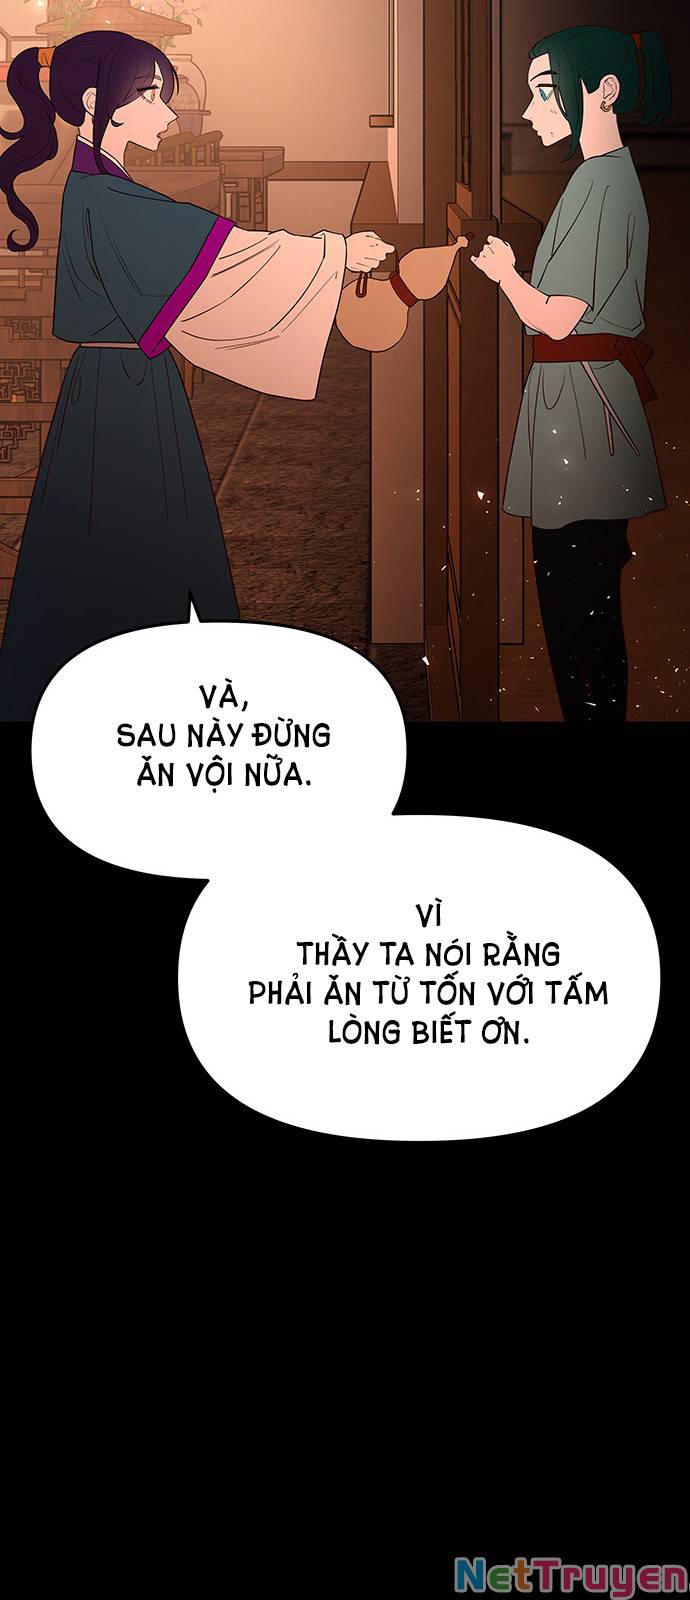 VÀ,
SAU NÀY ĐỪNG
ĂN VỘI NỮA.
VÌ
THẦY TA NÓI RẰNG
PHẢI ĂN TỪ TỐN VỚI TẤM
LÒNG BIẾT ƠN.
NetTruyen